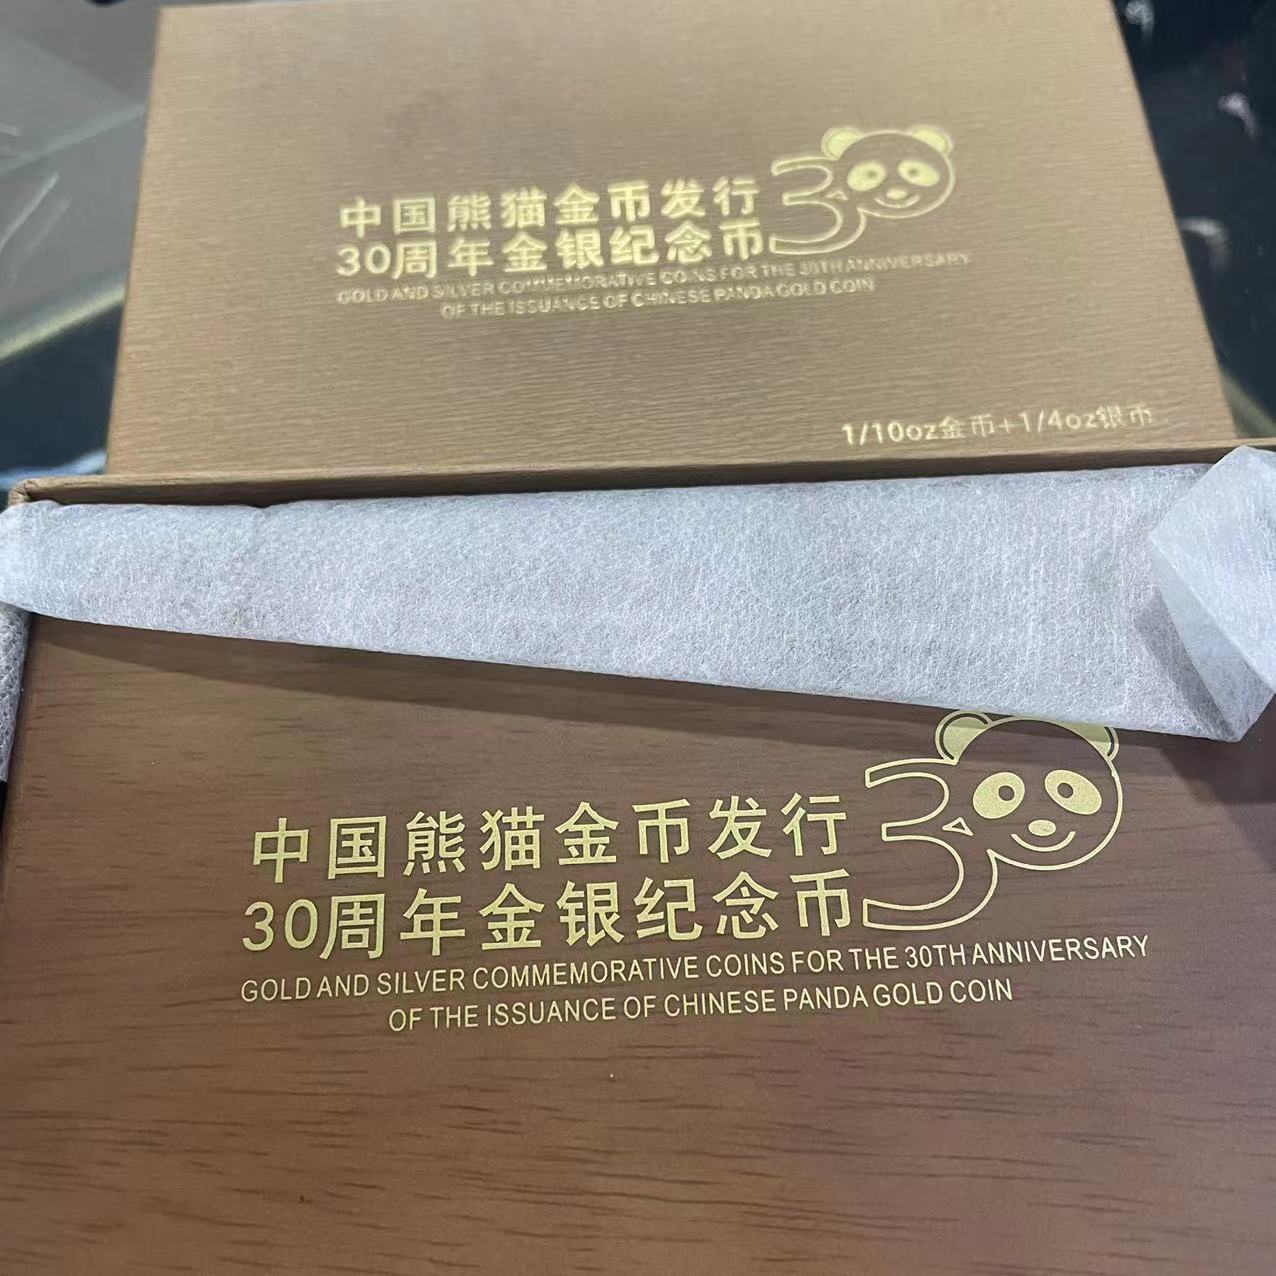 中国熊猫金币发行
30周年金银纪念币
30
GOLD AND SILVER COMMEMORATIVE COINS FOR THE 30TH ANNIVERSARY
OF THE ISSUANCE OF CHINESE PANDA GOLD COIN
1/10oz金币+1/4oz银币
中国熊猫金币发行
30周年金银纪念币
30
GOLD AND SILVER COMMEMORATIVE COINS FOR THE 30TH ANNIVERSARY
OF THE ISSUANCE OF CHINESE PANDA GOLD COIN